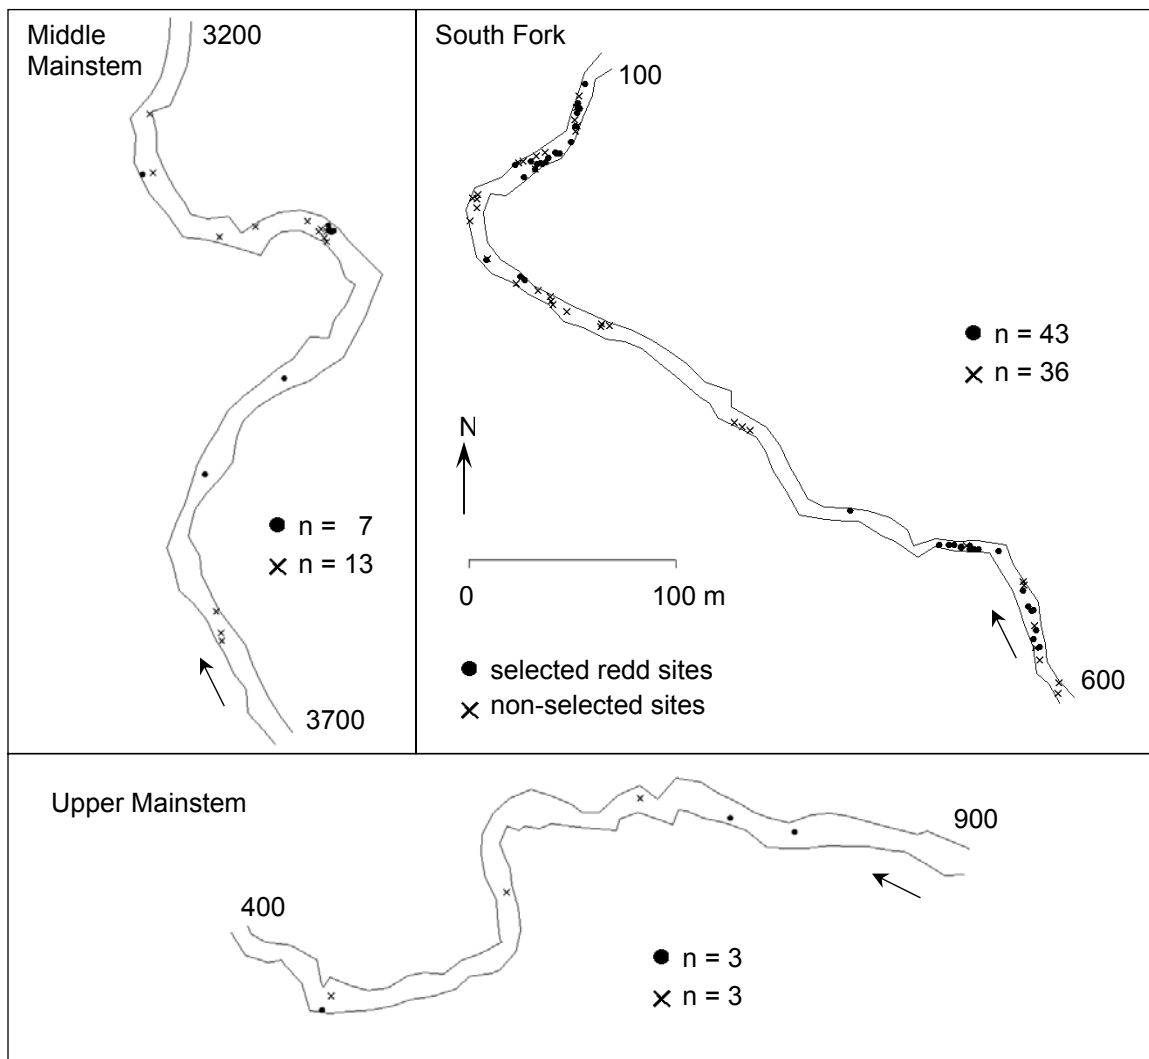 Middle
Mainstem
3200
n = 7
n = 13
3700
South Fork
100
n = 43
n = 36
N
0 100 m
selected redd sites
non-selected sites
600
Upper Mainstem
900
400
n = 3
n = 3